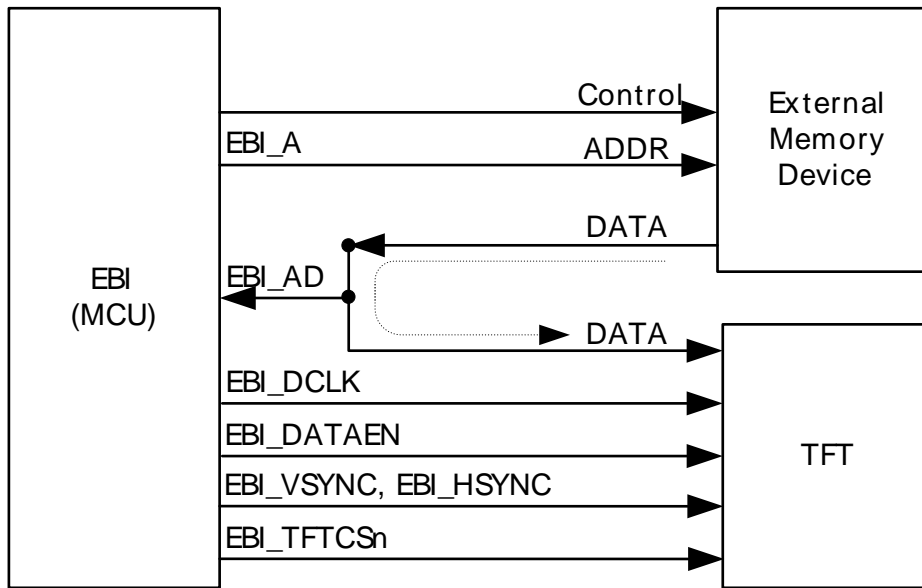 Control
External
Memory
Device
EBI_A
ADDR
DATA
EBI_AD
EBI
(MCU)
DATA
EBI_DCLK
EBI_DATAEN
TFT
EBI_VSYNC, EBI_HSYNC
EBI_TFTCSn